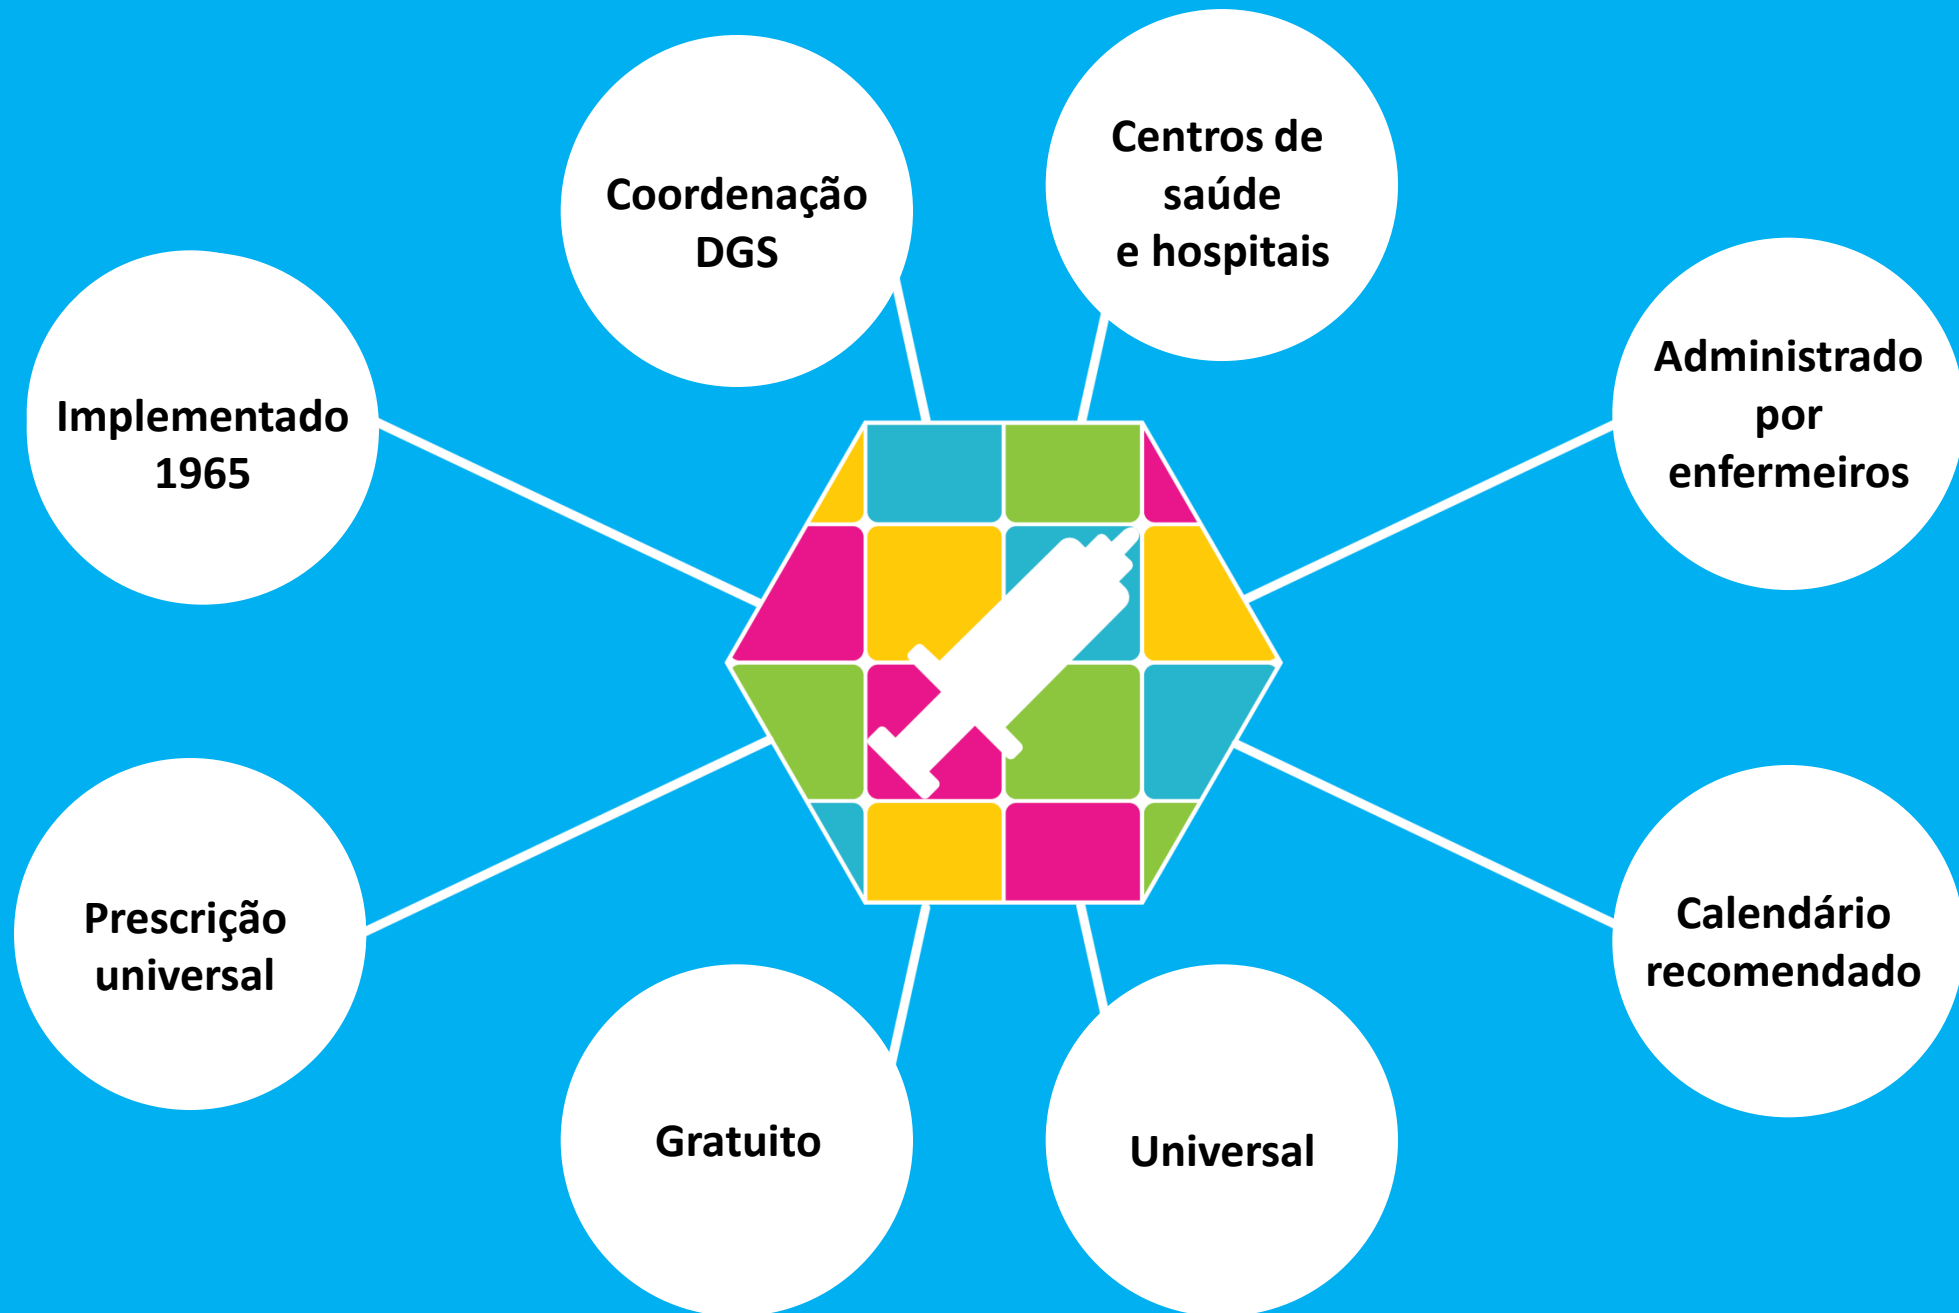 Coordenação
DGS
Centros de
saúde
e hospitais
Implementado
1965
Administrado
por
enfermeiros
Prescrição
universal
Calendário
recomendado
Gratuito
Universal